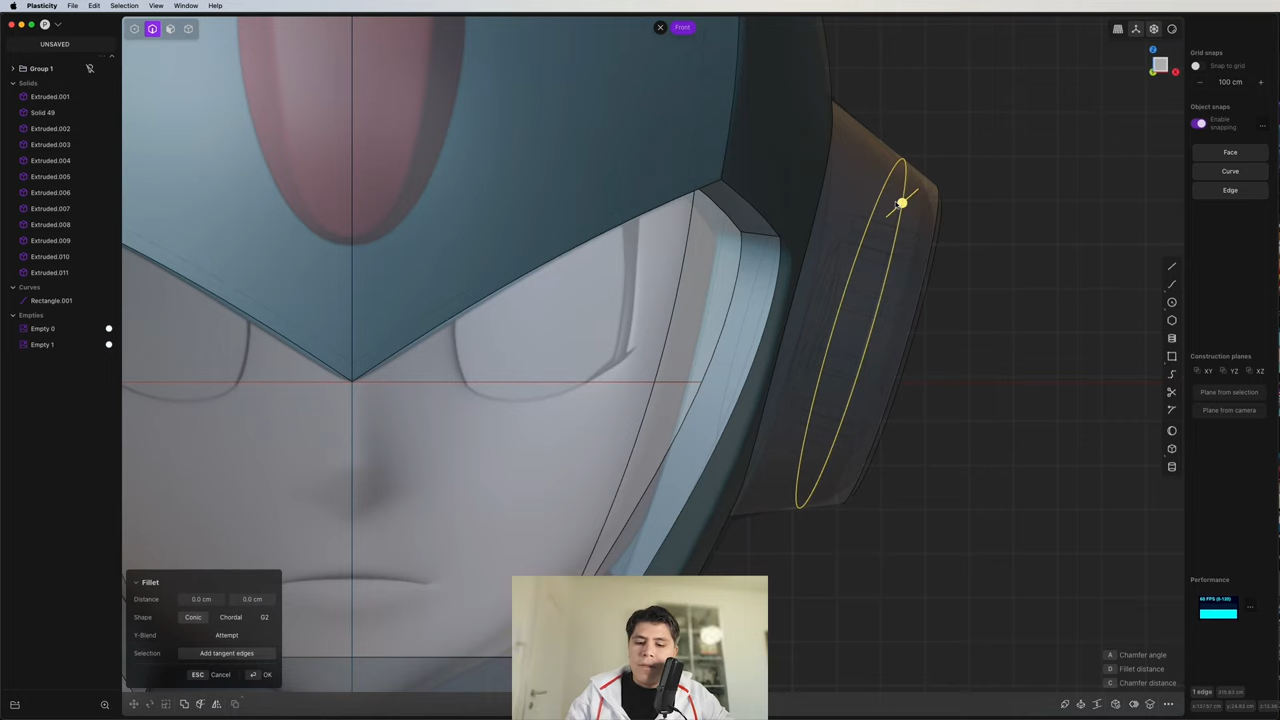 Plasticity File Edit Selection View Window Help
P
UNSAVED
Front
Group 1
Solids
Extruded.001
Solid 49
Extruded.002
Extruded.003
Extruded.004
Extruded.005
Extruded.006
Extruded.007
Extruded.008
Extruded.009
Extruded.010
Extruded.011
Curves
Rectangle.001
Empties
Empty 0
Empty 1
Grid snaps
Snap to grid
100 cm
Object snaps
Enable snapping
Face
Curve
Edge
Construction planes
XY YZ XZ
Plane from selection
Plane from camera
Performance
60 FPS (0-120)
Fillet
Distance 0.0 cm 0.0 cm
Shape Conic Chordal G2
Y-Blend Attempt
Selection Add tangent edges
ESC Cancel OK
A Chamfer angle
D Fillet distance
C Chamfer distance
1 edge